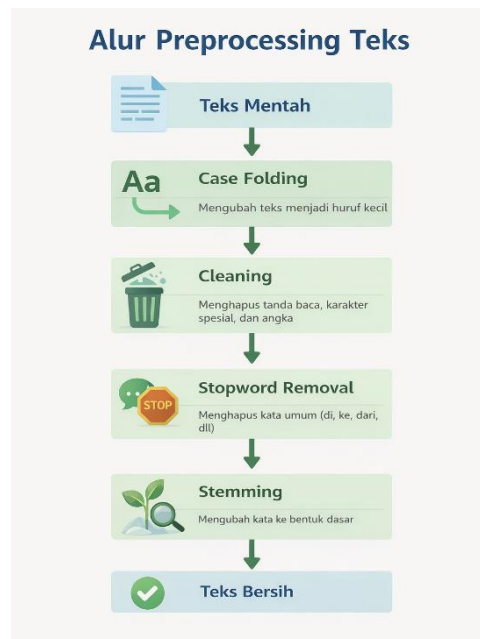 Alur Preprocessing Teks
Teks Mentah
Aa
Case Folding
Mengubah teks menjadi huruf kecil
Cleaning
Menghapus tanda baca, karakter
spesial, dan angka
STOP
Stopword Removal
Menghapus kata umum (di, ke, dari,
dll)
Stemming
Mengubah kata ke bentuk dasar
Teks Bersih